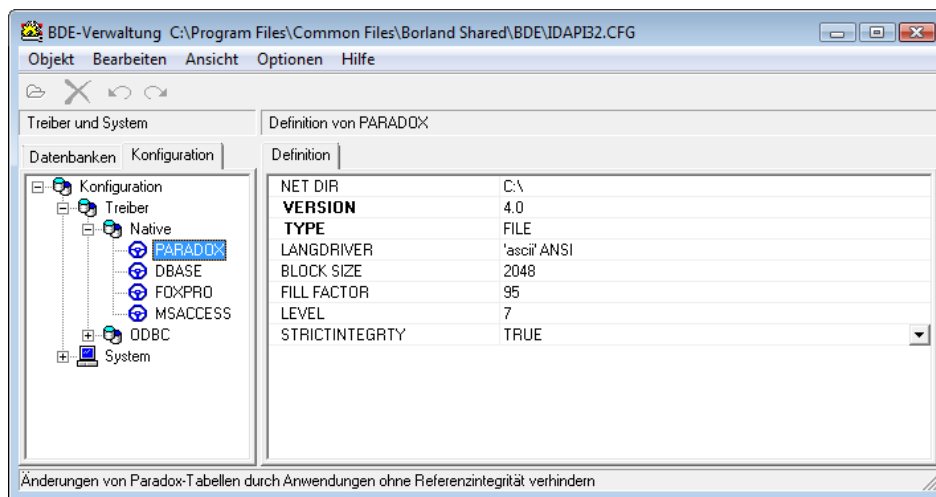 BDE-Verwaltung C:\Program Files\Common Files\Borland Shared\BDE\IDAPI32.CFG
Objekt Bearbeiten Ansicht Optionen Hilfe
Treiber und System
Definition von PARADOX
Datenbanken Konfiguration
Definition
Konfiguration
Treiber
Native
PARADOX
DBASE
FOXPRO
MSACCESS
ODBC
System
NET DIR C:\
VERSION 4.0
TYPE FILE
LANGDRIVER 'ascii' ANSI
BLOCK SIZE 2048
FILL FACTOR 95
LEVEL 7
STRICTINTEGRTY TRUE
Änderungen von Paradox-Tabellen durch Anwendungen ohne Referenzintegrität verhindern